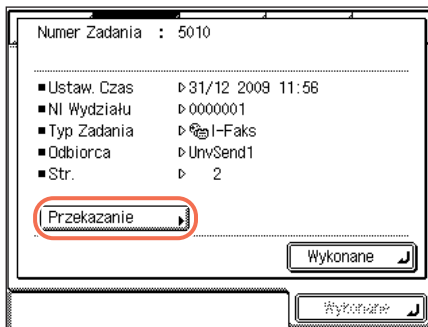 Numer Zadania : 5010
Ustaw. Czas 31/12 2009 11:56
NI Wydziału 0000001
Typ Zadania I-Faks
Odbiorca UnvSend1
Str. 2
Przekazanie
Wykonane
Wykonane